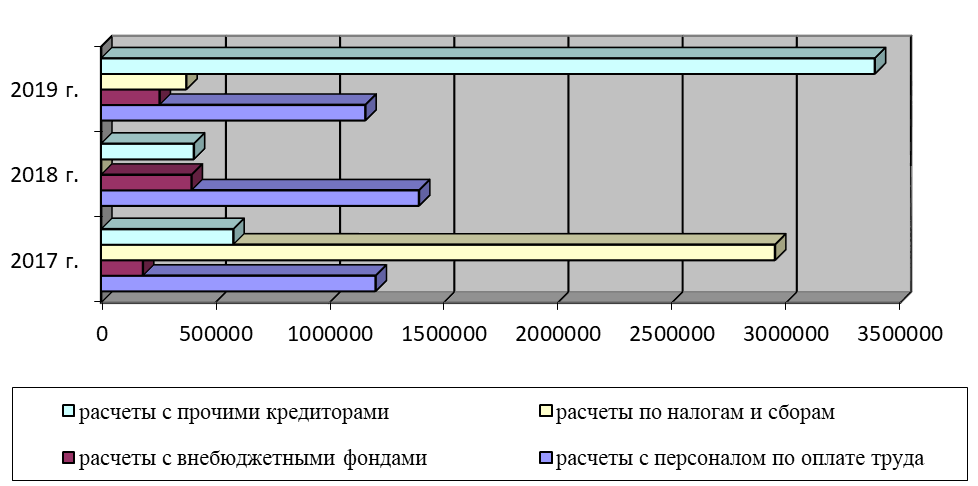 2019 г.
2018 г.
2017 г.
0 500000 1000000 1500000 2000000 2500000 3000000 3500000
расчеты с прочими кредиторами расчеты по налогам и сборам
расчеты с внебюджетными фондами расчеты с персоналом по оплате труда